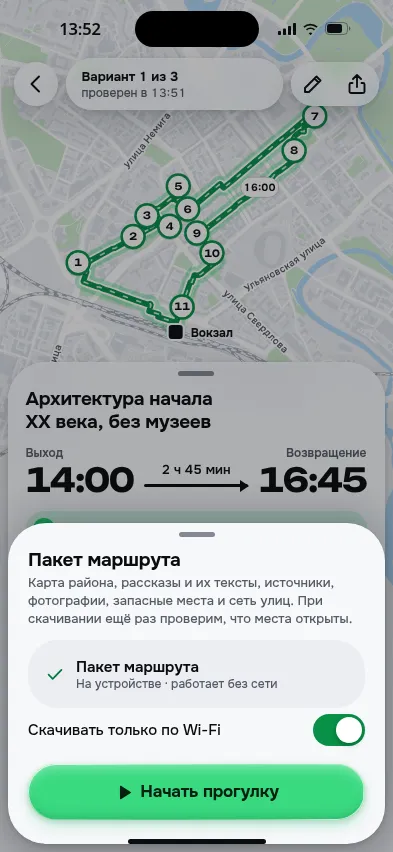 13:52
Вариант 1 из 3
проверен в 13:51
улица Немига
7
8
16:00
5
6
3
4
9
2
10
1
Ульяновская улица
улица Свердлова
11
Вокзал
ица
Архитектура начала
XX века, без музеев
Выход
Возвращение
14:00
2 ч 45 мин
16:45
Пакет маршрута
Карта района, рассказы и их тексты, источники,
фотографии, запасные места и сеть улиц. При
скачивании ещё раз проверим, что места открыты.
Пакет маршрута
На устройстве · работает без сети
Скачивать только по Wi-Fi
Начать прогулку